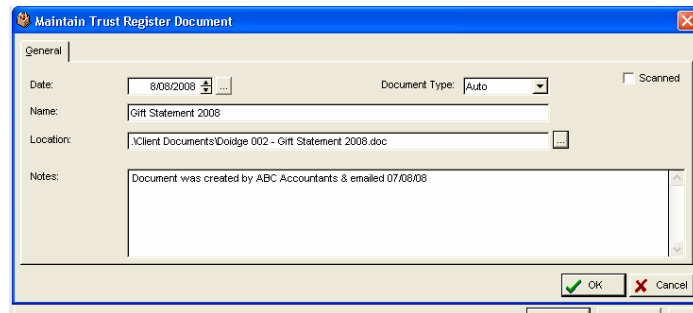 Maintain Trust Register Document
General
Date: 8/08/2008 ... Document Type: Auto Scanned
Name: Gift Statement 2008
Location: .\Client Documents\Doidge 002 - Gift Statement 2008.doc ...
Notes: Document was created by ABC Accountants & emailed 07/08/08
OK Cancel